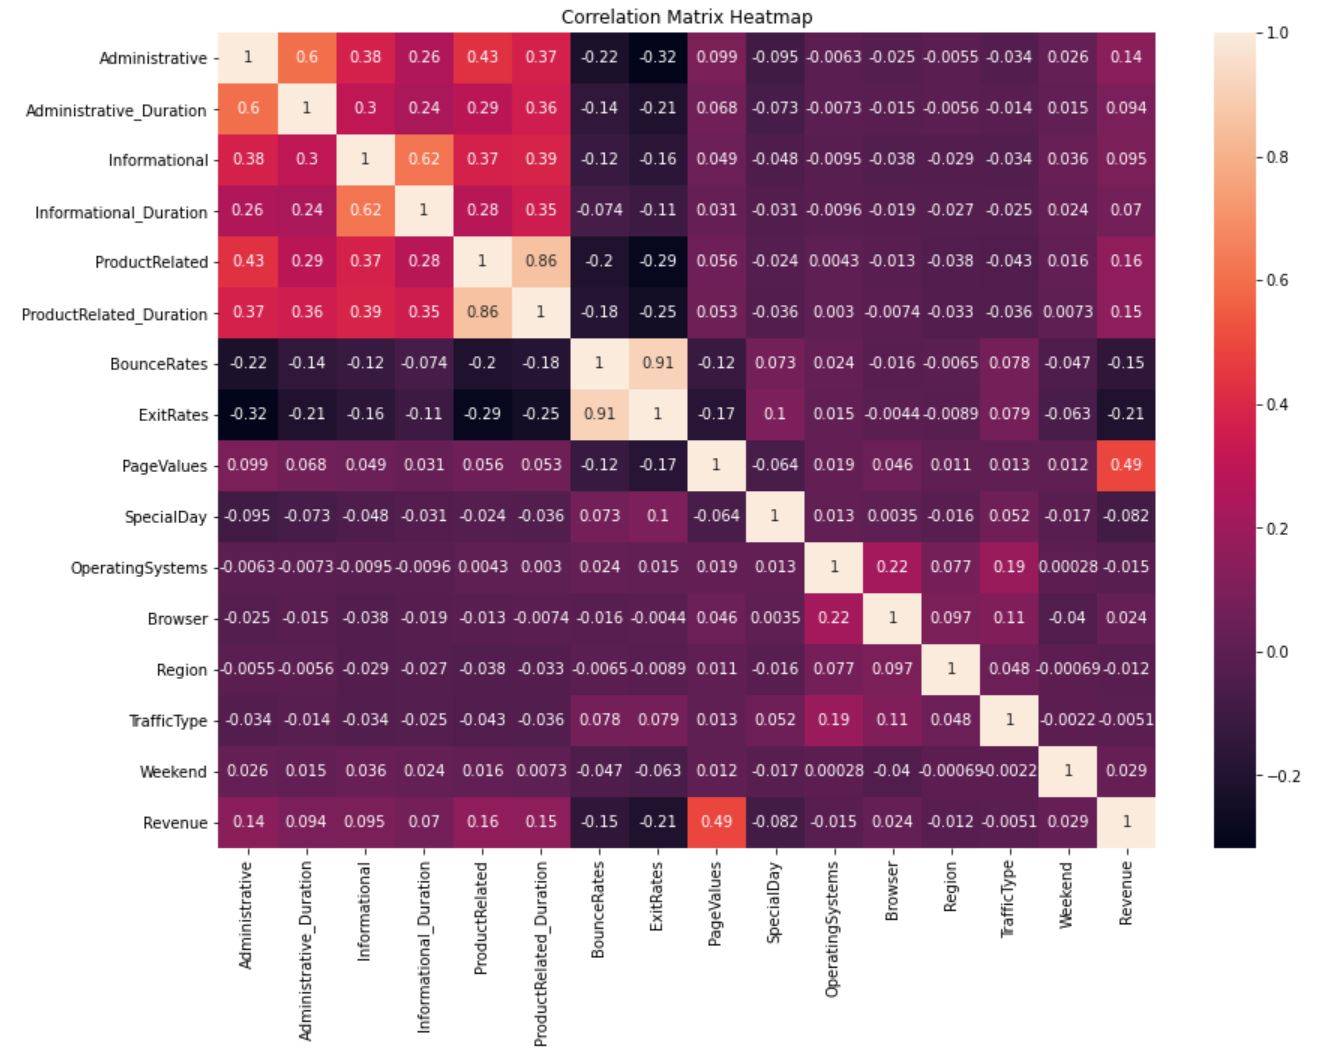 Correlation Matrix Heatmap
Administrative 1 0.6 0.38 0.26 0.43 0.37 -0.22 -0.32 0.099 -0.095 -0.0063 -0.025 -0.0055 -0.034 0.026 0.14
Administrative_Duration 0.6 1 0.3 0.24 0.29 0.36 -0.14 -0.21 0.068 -0.073 -0.0073 -0.015 -0.0056 -0.014 0.015 0.094
Informational 0.38 0.3 1 0.62 0.37 0.39 -0.12 -0.16 0.049 -0.048 -0.0095 -0.038 -0.029 -0.034 0.036 0.095
Informational_Duration 0.26 0.24 0.62 1 0.28 0.35 -0.074 -0.11 0.031 -0.031 -0.0096 -0.019 -0.027 -0.025 0.024 0.07
ProductRelated 0.43 0.29 0.37 0.28 1 0.86 -0.2 -0.29 0.056 -0.024 0.0043 -0.013 -0.038 -0.043 0.016 0.16
ProductRelated_Duration 0.37 0.36 0.39 0.35 0.86 1 -0.18 -0.25 0.053 -0.036 0.003 -0.0074 -0.033 -0.036 0.0073 0.15
BounceRates -0.22 -0.14 -0.12 -0.074 -0.2 -0.18 1 0.91 -0.12 0.073 0.024 -0.016 -0.0065 0.078 -0.047 -0.15
ExitRates -0.32 -0.21 -0.16 -0.11 -0.29 -0.25 0.91 1 -0.17 0.1 0.015 -0.0044 -0.0089 0.079 -0.063 -0.21
PageValues 0.099 0.068 0.049 0.031 0.056 0.053 -0.12 -0.17 1 -0.064 0.019 0.046 0.011 0.013 0.012 0.49
SpecialDay -0.095 -0.073 -0.048 -0.031 -0.024 -0.036 0.073 0.1 -0.064 1 0.013 0.0035 -0.016 0.052 -0.017 -0.082
OperatingSystems -0.0063 -0.0073 -0.0095 -0.0096 0.0043 0.003 0.024 0.015 0.019 0.013 1 0.22 0.077 0.19 0.00028 -0.015
Browser -0.025 -0.015 -0.038 -0.019 -0.013 -0.0074 -0.016 -0.0044 0.046 0.0035 0.22 1 0.097 0.11 -0.04 0.024
Region -0.0055 -0.0056 -0.029 -0.027 -0.038 -0.033 -0.0065 -0.0089 0.011 -0.016 0.077 0.097 1 0.048 -0.00069 -0.012
TrafficType -0.034 -0.014 -0.034 -0.025 -0.043 -0.036 0.078 0.079 0.013 0.052 0.19 0.11 0.048 1 -0.0022 -0.0051
Weekend 0.026 0.015 0.036 0.024 0.016 0.0073 -0.047 -0.063 0.012 -0.017 0.00028 -0.04 -0.00069 -0.0022 1 0.029
Revenue 0.14 0.094 0.095 0.07 0.16 0.15 -0.15 -0.21 0.49 -0.082 -0.015 0.024 -0.012 -0.0051 0.029 1
Administrative
Administrative_Duration
Informational
Informational_Duration
ProductRelated
ProductRelated_Duration
BounceRates
ExitRates
PageValues
SpecialDay
OperatingSystems
Browser
Region
TrafficType
Weekend
Revenue
1.0
0.8
0.6
0.4
0.2
0.0
−0.2